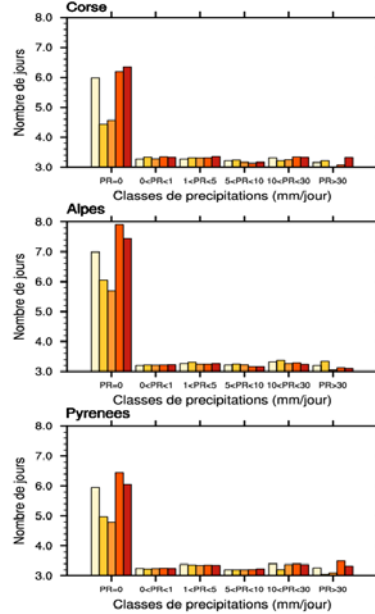 Corse
Nombre de jours
8.0
7.0
6.0
5.0
4.0
3.0
PR=0
0<PR<1
1<PR<5
5<PR<10
10<PR<30
PR>30
Classes de precipitations (mm/jour)
Alpes
Nombre de jours
8.0
7.0
6.0
5.0
4.0
3.0
PR=0
0<PR<1
1<PR<5
5<PR<10
10<PR<30
PR>30
Classes de precipitations (mm/jour)
Pyrenees
Nombre de jours
8.0
7.0
6.0
5.0
4.0
3.0
PR=0
0<PR<1
1<PR<5
5<PR<10
10<PR<30
PR>30
Classes de precipitations (mm/jour)